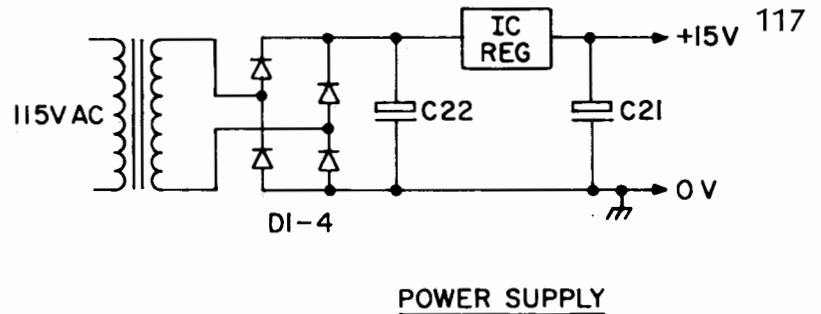 117
IC
REG
+15V
115V AC
C22
C21
0 V
D1-4
POWER SUPPLY